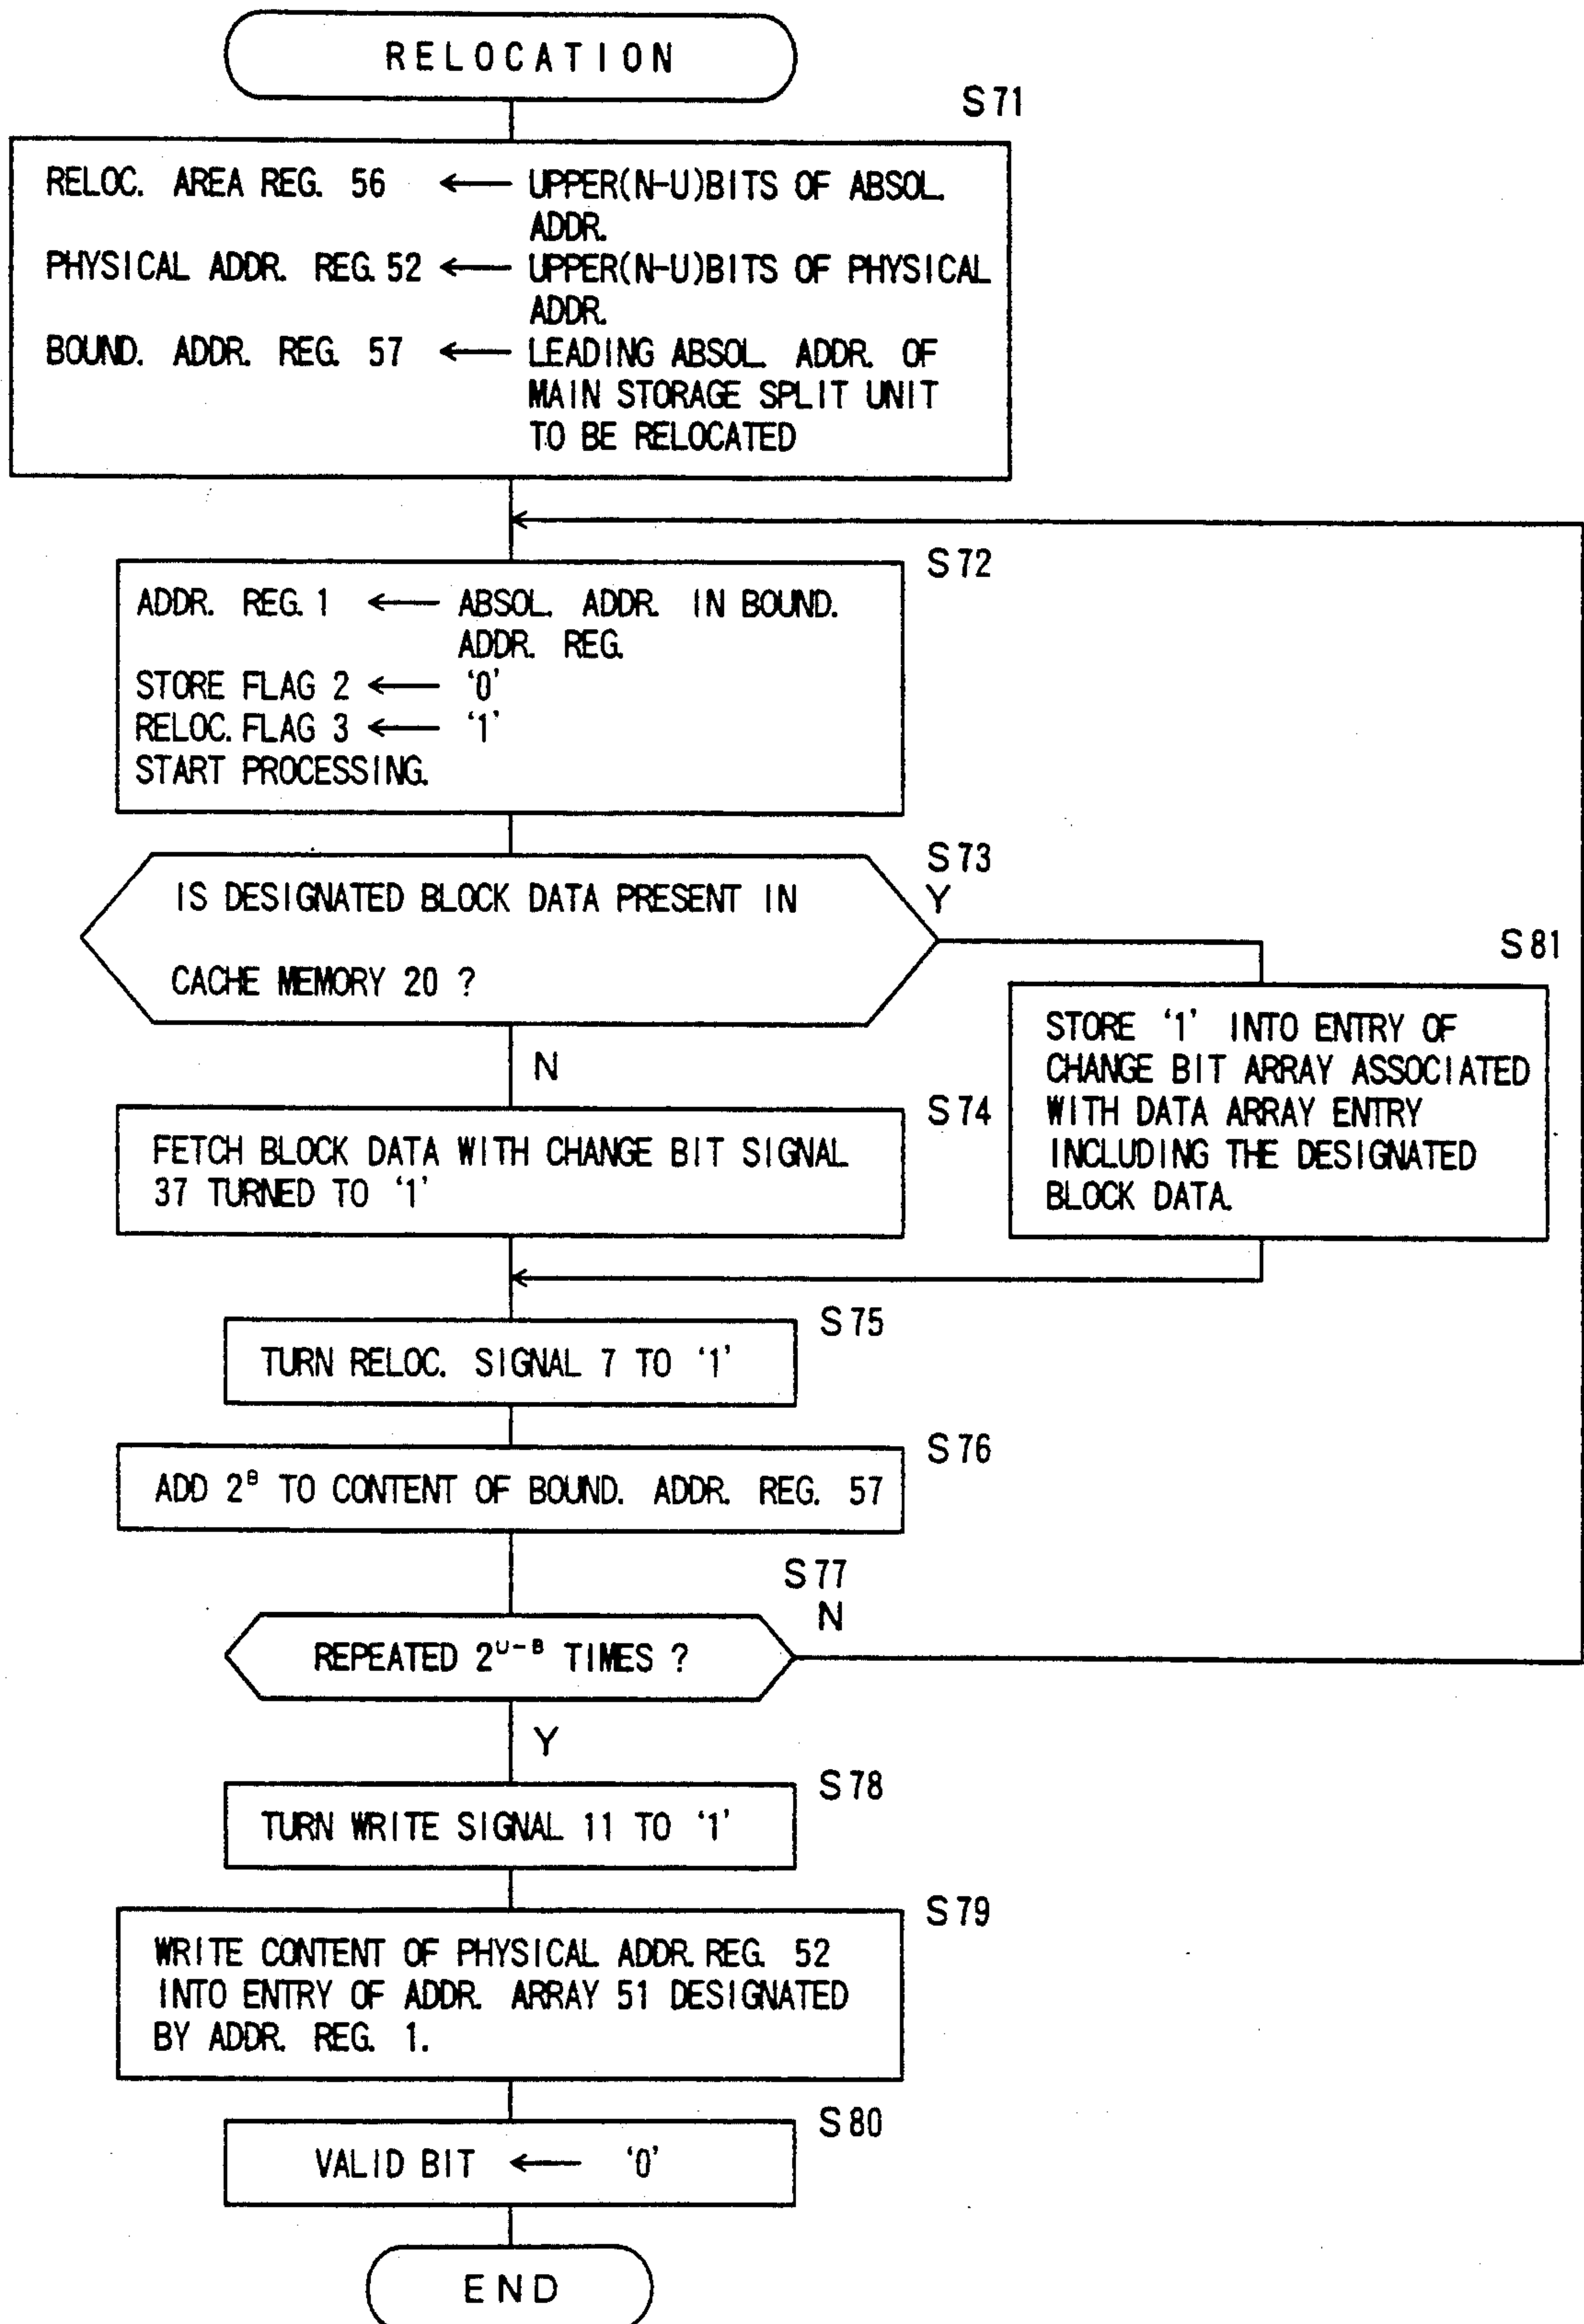 RELOCATION
S71
RELOC. AREA REG. 56 ← UPPER(N-U)BITS OF ABSOL.
ADDR.
PHYSICAL ADDR. REG. 52 ← UPPER(N-U)BITS OF PHYSICAL
ADDR.
BOUND. ADDR. REG. 57 ← LEADING ABSOL. ADDR. OF
MAIN STORAGE SPLIT UNIT
TO BE RELOCATED
S72
ADDR. REG. 1 ← ABSOL. ADDR. IN BOUND.
ADDR. REG.
STORE FLAG 2 ← ‘0’
RELOC. FLAG 3 ← ‘1’
START PROCESSING.
S73
IS DESIGNATED BLOCK DATA PRESENT IN
CACHE MEMORY 20 ?
Y
N
S81
STORE ‘1’ INTO ENTRY OF
CHANGE BIT ARRAY ASSOCIATED
WITH DATA ARRAY ENTRY
INCLUDING THE DESIGNATED
BLOCK DATA.
S74
FETCH BLOCK DATA WITH CHANGE BIT SIGNAL
37 TURNED TO ‘1’
S75
TURN RELOC. SIGNAL 7 TO ‘1’
S76
ADD 2ᴮ TO CONTENT OF BOUND. ADDR. REG. 57
S77
N
REPEATED 2ᵁ⁻ᴮ TIMES ?
Y
S78
TURN WRITE SIGNAL 11 TO ‘1’
S79
WRITE CONTENT OF PHYSICAL ADDR. REG. 52
INTO ENTRY OF ADDR. ARRAY 51 DESIGNATED
BY ADDR. REG. 1.
S80
VALID BIT ← ‘0’
END